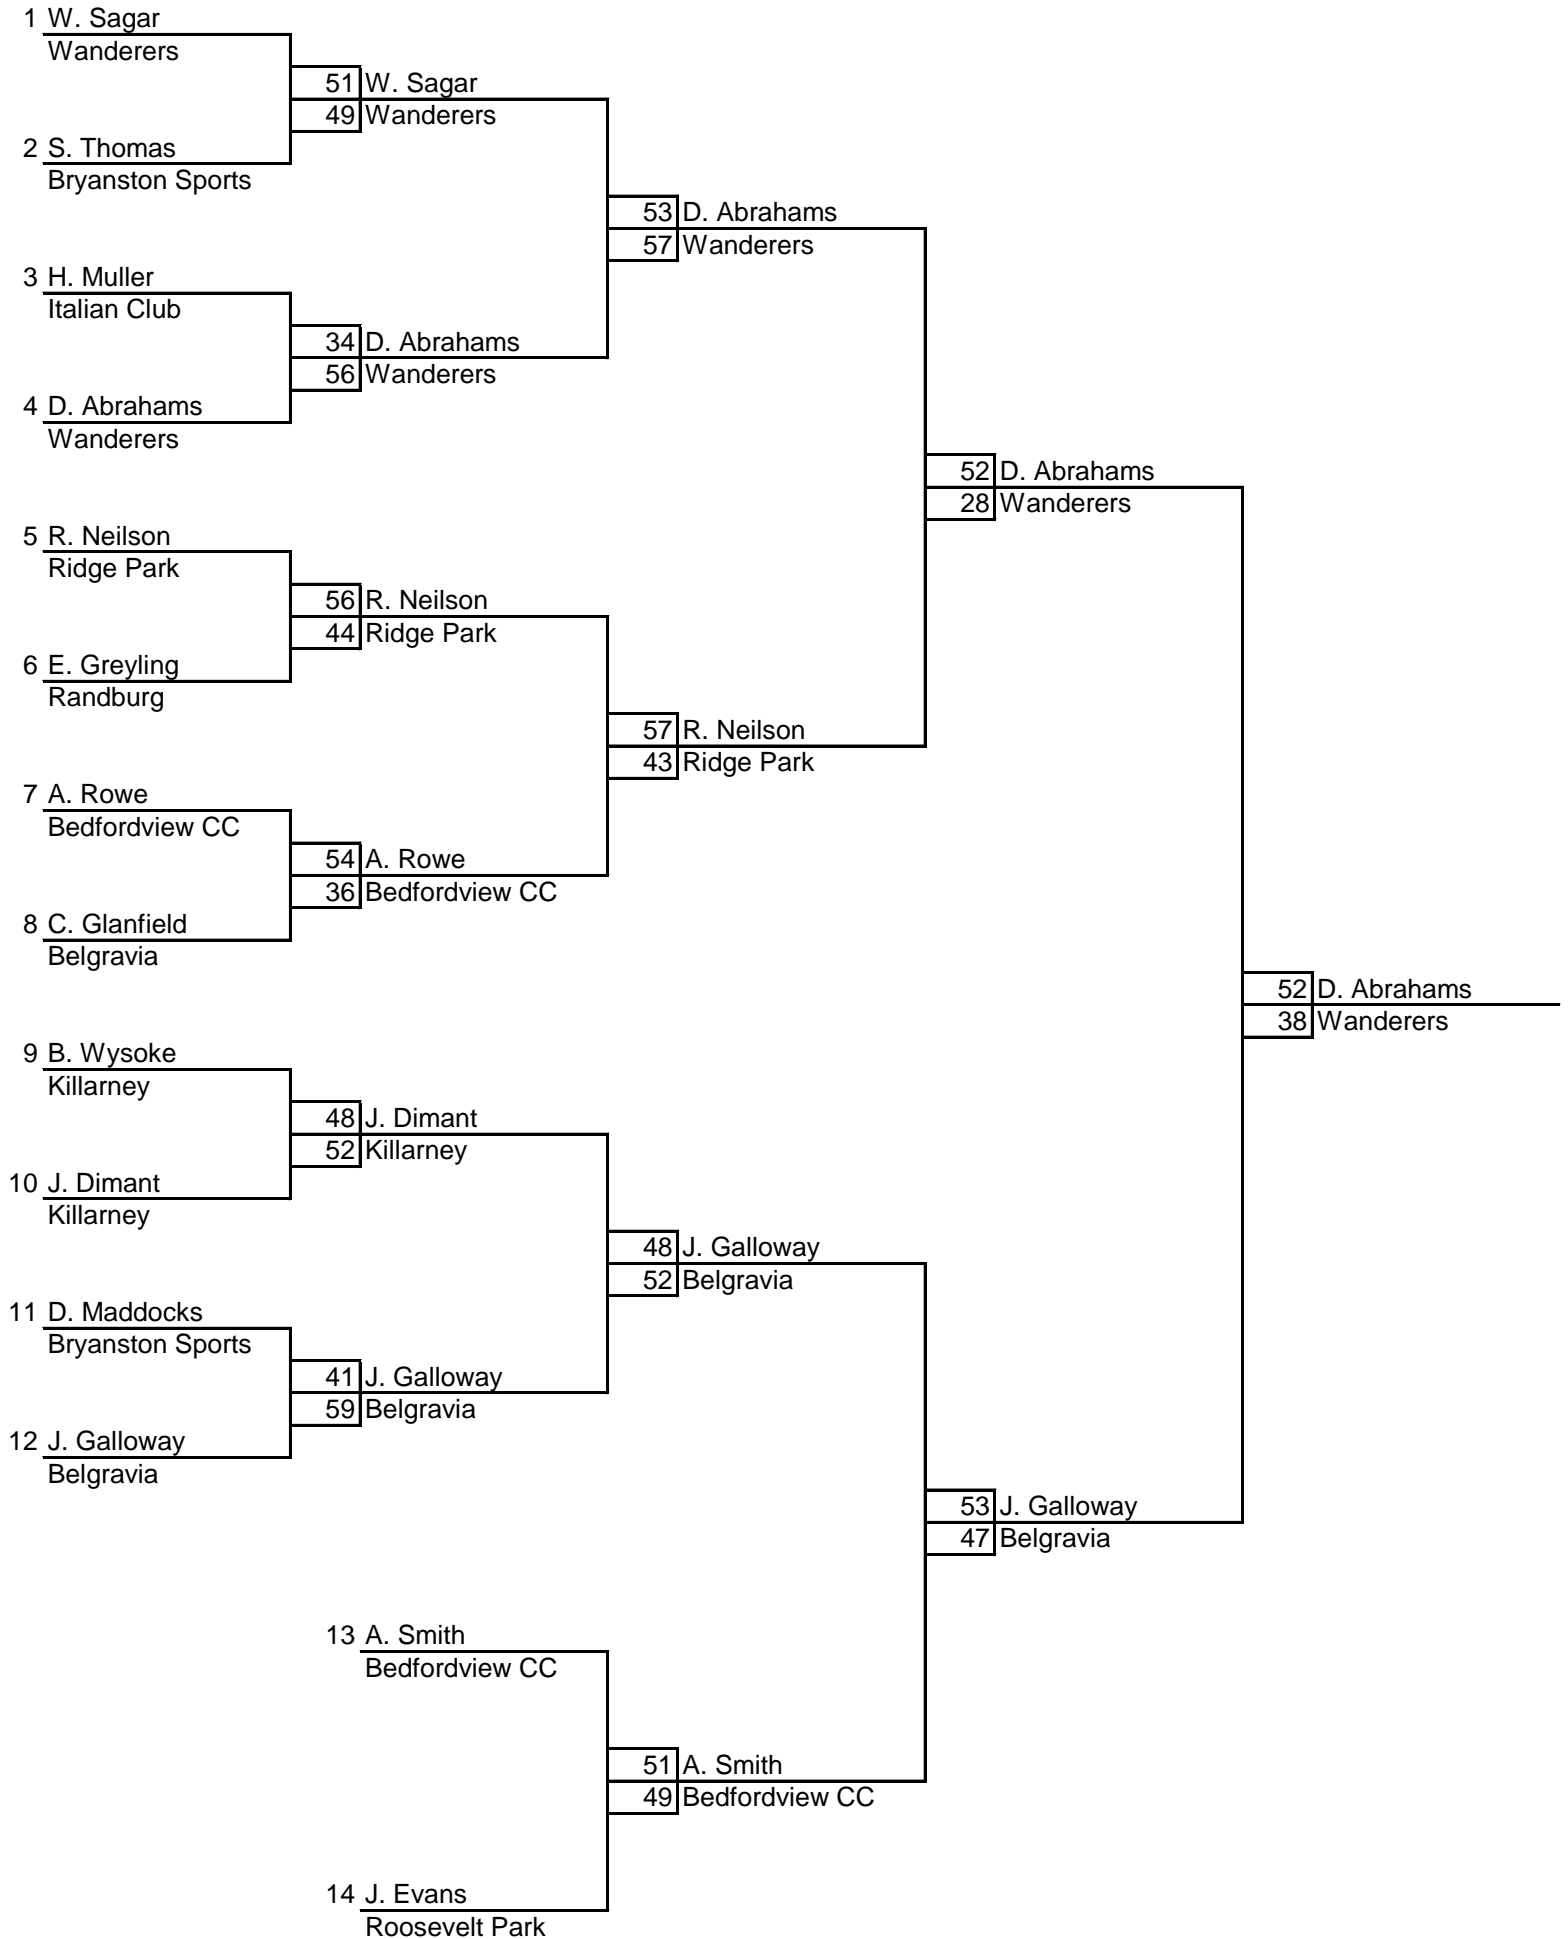 1 W. Sagar
Wanderers
51 W. Sagar
49 Wanderers
2 S. Thomas
Bryanston Sports
53 D. Abrahams
57 Wanderers
3 H. Muller
Italian Club
34 D. Abrahams
56 Wanderers
4 D. Abrahams
Wanderers
52 D. Abrahams
28 Wanderers
5 R. Neilson
Ridge Park
56 R. Neilson
44 Ridge Park
6 E. Greyling
Randburg
57 R. Neilson
43 Ridge Park
7 A. Rowe
Bedfordview CC
54 A. Rowe
36 Bedfordview CC
8 C. Glanfield
Belgravia
52 D. Abrahams
38 Wanderers
9 B. Wysoke
Killarney
48 J. Dimant
52 Killarney
10 J. Dimant
Killarney
48 J. Galloway
52 Belgravia
11 D. Maddocks
Bryanston Sports
41 J. Galloway
59 Belgravia
12 J. Galloway
Belgravia
53 J. Galloway
47 Belgravia
13 A. Smith
Bedfordview CC
51 A. Smith
49 Bedfordview CC
14 J. Evans
Roosevelt Park